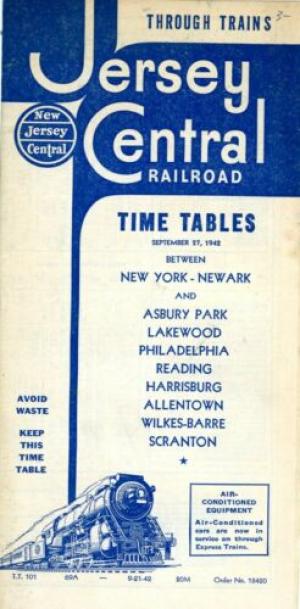 THROUGH TRAINS 3-
Jersey
Central
RAILROAD
New
Jersey
Central
TIME TABLES
SEPTEMBER 27, 1942
BETWEEN
NEW YORK - NEWARK
AND
ASBURY PARK
LAKEWOOD
PHILADELPHIA
READING
HARRISBURG
ALLENTOWN
WILKES-BARRE
SCRANTON
AVOID
WASTE
KEEP
THIS
TIME
TABLE
AIR-
CONDITIONED
EQUIPMENT
Air-Conditioned
cars are now in
service on through
Express Trains.
T.T. 101 69A — 9-21-42 80M Order No. 18480